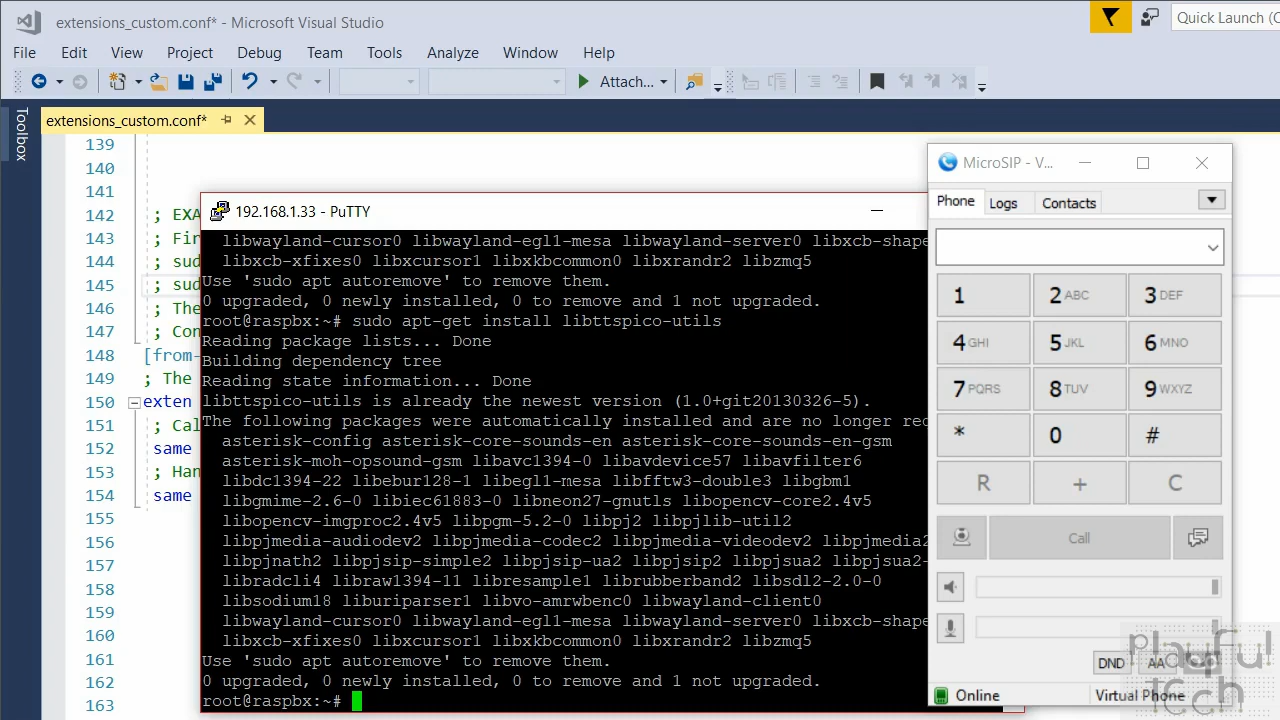 extensions_custom.conf* - Microsoft Visual Studio
Quick Launch (C
File Edit View Project Debug Team Tools Analyze Window Help
Attach...
Toolbox
extensions_custom.conf*
139
140
141
142 ; EXA
143 ; Fin
144 ; sud
145 ; sud
146 ; The
147 ; Con
148 [from-
149 ; The
150 exten
151 ; Cal
152 same
153 ; Han
154 same
155
156
157
158
159
160
161
162
163
192.168.1.33 - PuTTY
libwayland-cursor0 libwayland-egl1-mesa libwayland-server0 libxcb-shape
libxcb-xfixes0 libxcursor1 libxkbcommon0 libxrandr2 libzmq5
Use 'sudo apt autoremove' to remove them.
0 upgraded, 0 newly installed, 0 to remove and 1 not upgraded.
root@raspbx:~# sudo apt-get install libttspico-utils
Reading package lists... Done
Building dependency tree
Reading state information... Done
libttspico-utils is already the newest version (1.0+git20130326-5).
The following packages were automatically installed and are no longer rec
asterisk-config asterisk-core-sounds-en asterisk-core-sounds-en-gsm
asterisk-moh-opsound-gsm libavc1394-0 libavdevice57 libavfilter6
libdc1394-22 libebur128-1 libegl1-mesa libfftw3-double3 libgbm1
libgmime-2.6-0 libiec61883-0 libneon27-gnutls libopencv-core2.4v5
libopencv-imgproc2.4v5 libpgm-5.2-0 libpj2 libpjlib-util2
libpjmedia-audiodev2 libpjmedia-codec2 libpjmedia-videodev2 libpjmedia2
libpjnath2 libpjsip-simple2 libpjsip-ua2 libpjsip2 libpjsua2 libpjsua2-
libradcli4 libraw1394-11 libresample1 librubberband2 libsdl2-2.0-0
libsodium18 liburiparser1 libvo-amrwbenc0 libwayland-client0
libwayland-cursor0 libwayland-egl1-mesa libwayland-server0 libxcb-shape
libxcb-xfixes0 libxcursor1 libxkbcommon0 libxrandr2 libzmq5
Use 'sudo apt autoremove' to remove them.
0 upgraded, 0 newly installed, 0 to remove and 1 not upgraded.
root@raspbx:~#
MicroSIP - V...
Phone Logs Contacts
1 2 ABC 3 DEF
4 GHI 5 JKL 6 MNO
7 PQRS 8 TUV 9 WXYZ
* 0 #
R + C
Call
DND AA
Online Virtual Phone
playful
tech